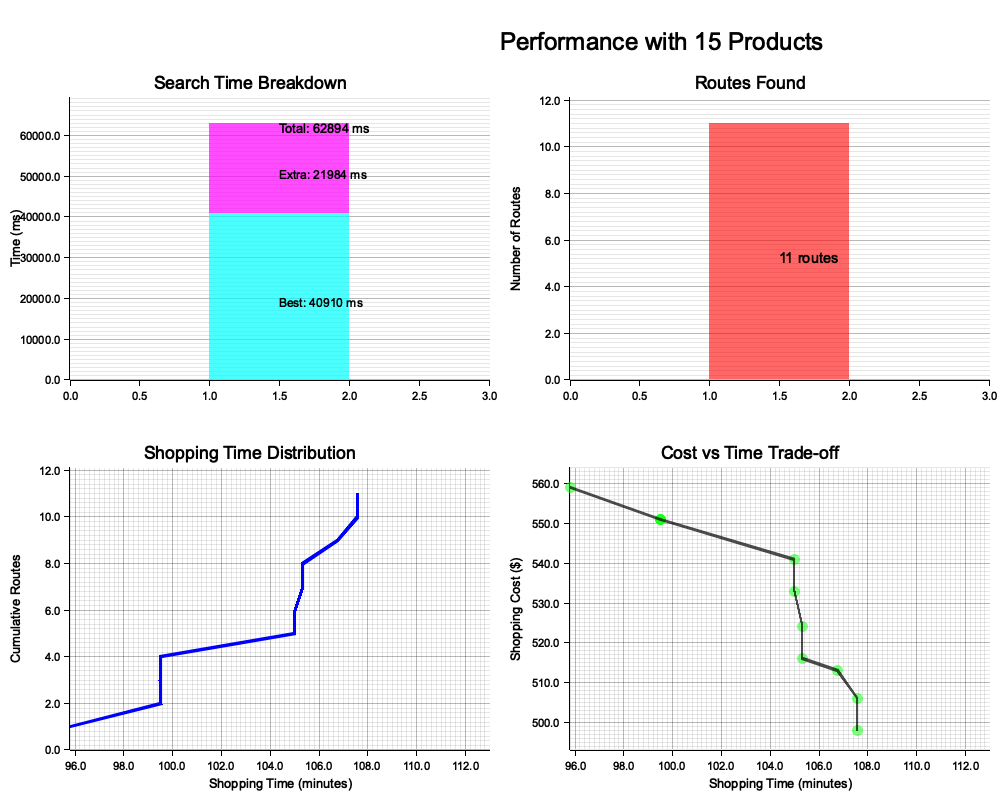 Performance with 15 Products
Search Time Breakdown
Time (ms)
60000.0
50000.0
40000.0
30000.0
20000.0
10000.0
0.0
Total: 62894 ms
Extra: 21984 ms
Best: 40910 ms
0.0 0.5 1.0 1.5 2.0 2.5 3.0
Routes Found
Number of Routes
12.0
10.0
8.0
6.0
4.0
2.0
0.0
11 routes
0.0 0.5 1.0 1.5 2.0 2.5 3.0
Shopping Time Distribution
Cumulative Routes
12.0
10.0
8.0
6.0
4.0
2.0
0.0
96.0 98.0 100.0 102.0 104.0 106.0 108.0 110.0 112.0
Shopping Time (minutes)
Cost vs Time Trade-off
Shopping Cost ($)
560.0
550.0
540.0
530.0
520.0
510.0
500.0
96.0 98.0 100.0 102.0 104.0 106.0 108.0 110.0 112.0
Shopping Time (minutes)